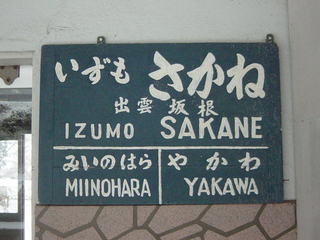 いずも さかね
出雲 坂根
IZUMO SAKANE
みいのはら やかわ
MIINOHARA YAKAWA